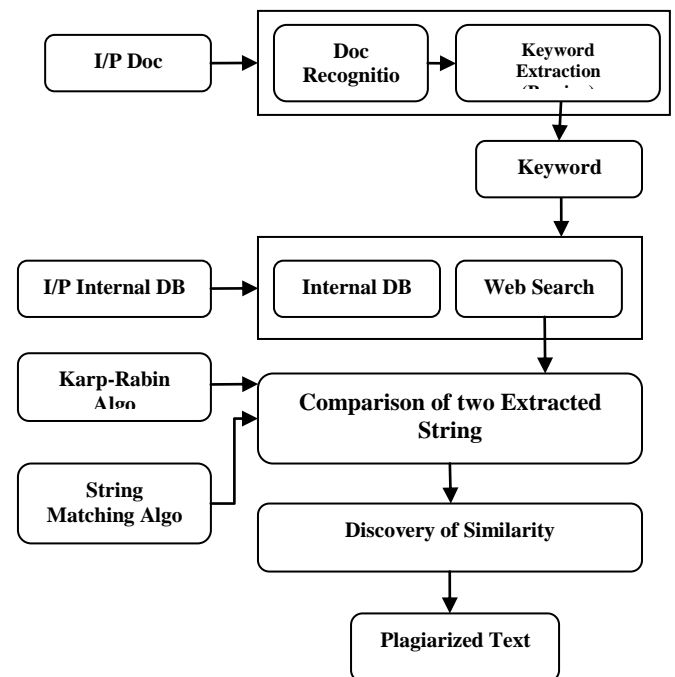 I/P Doc
Doc
Recognitio
Keyword
Extraction
Keyword
I/P Internal DB
Internal DB
Web Search
Karp-Rabin
Algo
Comparison of two Extracted
String
String
Matching Algo
Discovery of Similarity
Plagiarized Text